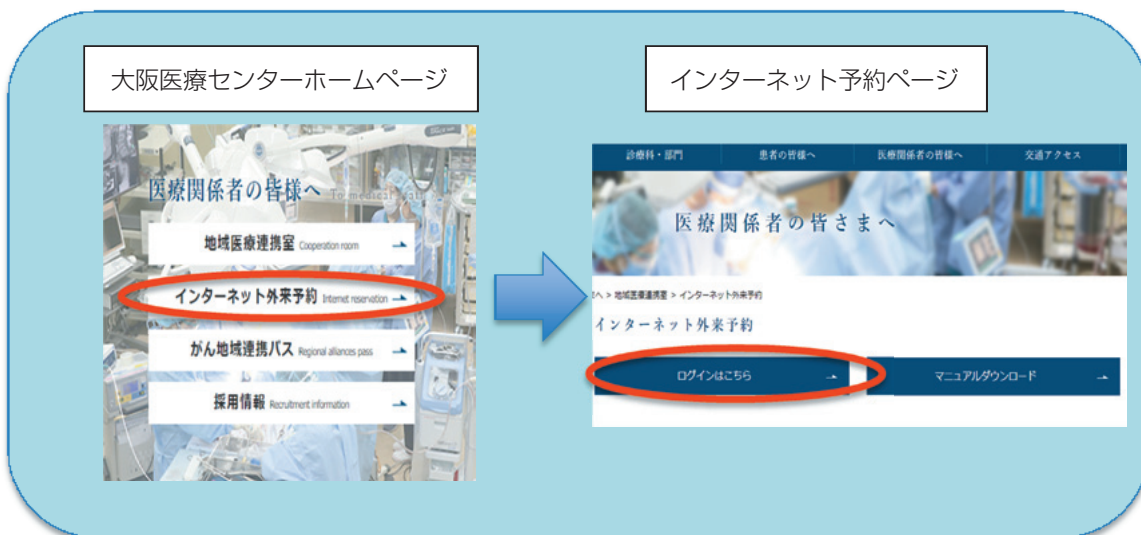 大阪医療センターホームページ
医療関係者の皆様へ To medical
地域医療連携室 Cooperation room
インターネット外来予約 Internet reservation
がん地域連携パス Regional alliances pass
採用情報 Recruitment information
インターネット予約ページ
診療科・部門 患者の皆様へ 医療関係者の皆様へ 交通アクセス
医療関係者の皆さまへ
へ > 地域医療連携室 > インターネット外来予約
インターネット外来予約
ログインはこちら
マニュアルダウンロード